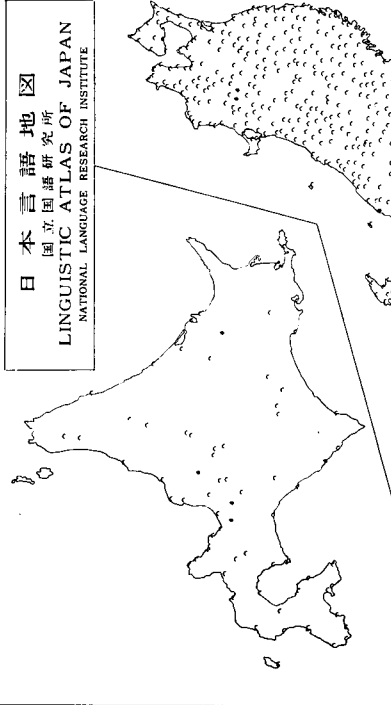 日本言語地図
国立国語研究所
LINGUISTIC ATLAS OF JAPAN
NATIONAL LANGUAGE RESEARCH INSTITUTE